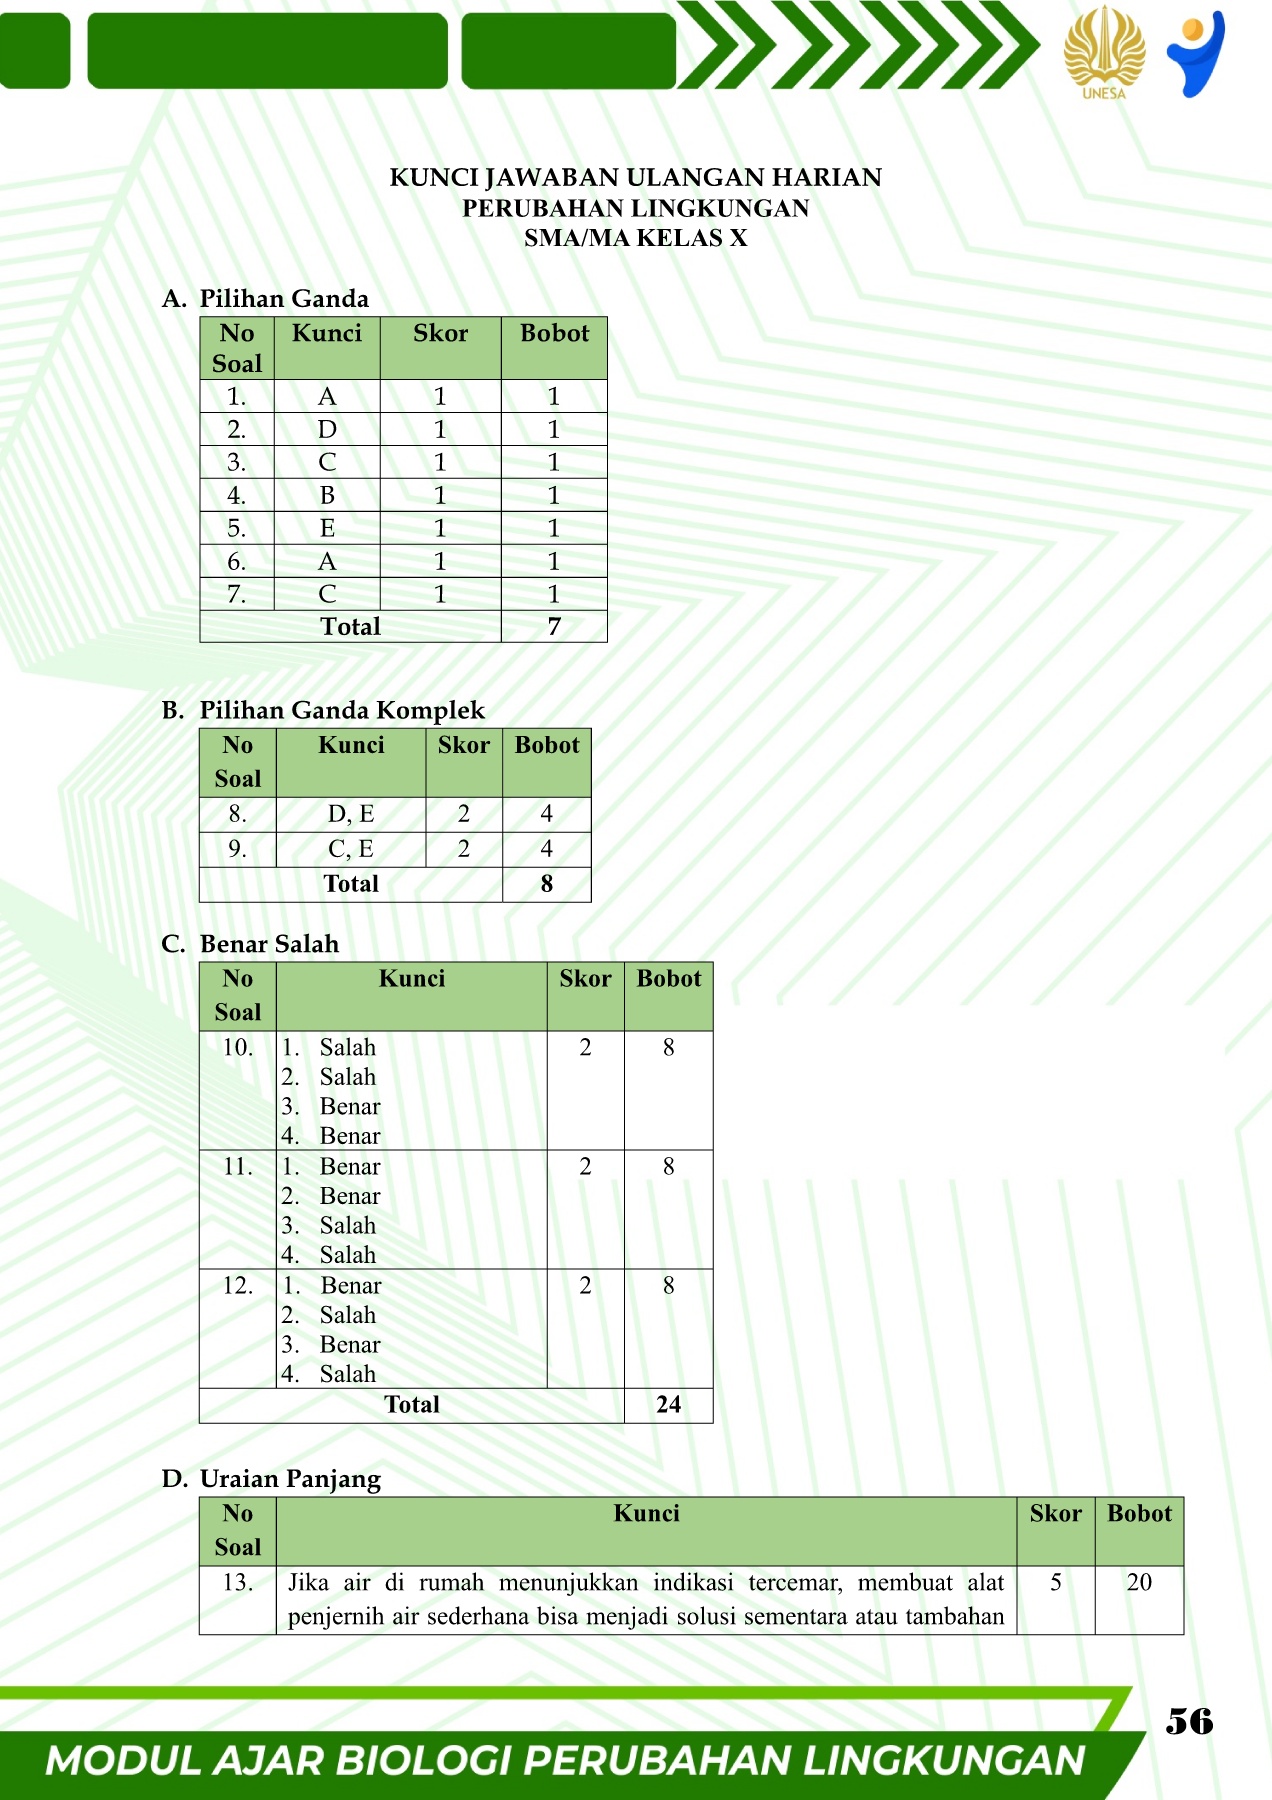 UNESA
KUNCI JAWABAN ULANGAN HARIAN
PERUBAHAN LINGKUNGAN
SMA/MA KELAS X
A. Pilihan Ganda
No Soal Kunci Skor Bobot
1. A 1 1
2. D 1 1
3. C 1 1
4. B 1 1
5. E 1 1
6. A 1 1
7. C 1 1
Total 7
B. Pilihan Ganda Komplek
No Soal Kunci Skor Bobot
8. D, E 2 4
9. C, E 2 4
Total 8
C. Benar Salah
No Soal Kunci Skor Bobot
10. 1. Salah 2 8
2. Salah
3. Benar
4. Benar
11. 1. Benar 2 8
2. Benar
3. Salah
4. Salah
12. 1. Benar 2 8
2. Salah
3. Benar
4. Salah
Total 24
D. Uraian Panjang
No Soal Kunci Skor Bobot
13. Jika air di rumah menunjukkan indikasi tercemar, membuat alat 5 20
penjernih air sederhana bisa menjadi solusi sementara atau tambahan
56
MODUL AJAR BIOLOGI PERUBAHAN LINGKUNGAN